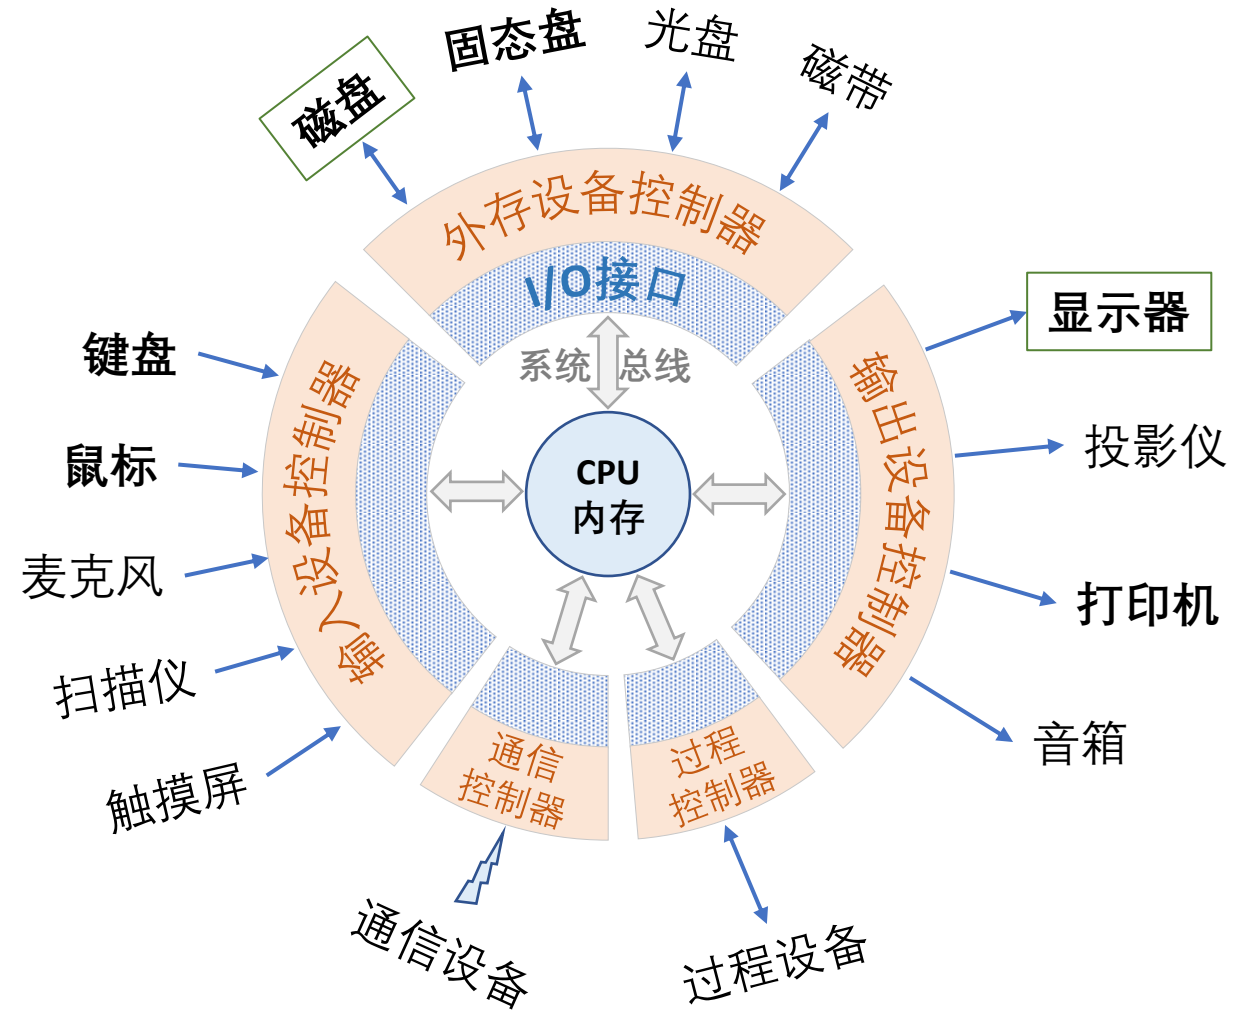 固态盘
光盘
磁带
磁盘
外存设备控制器
I/O接口
显示器
系统
总线
键盘
输入设备控制器
输出设备控制器
鼠标
投影仪
CPU
内存
麦克风
打印机
扫描仪
触摸屏
音箱
通信
控制器
过程
控制器
通信设备
过程设备